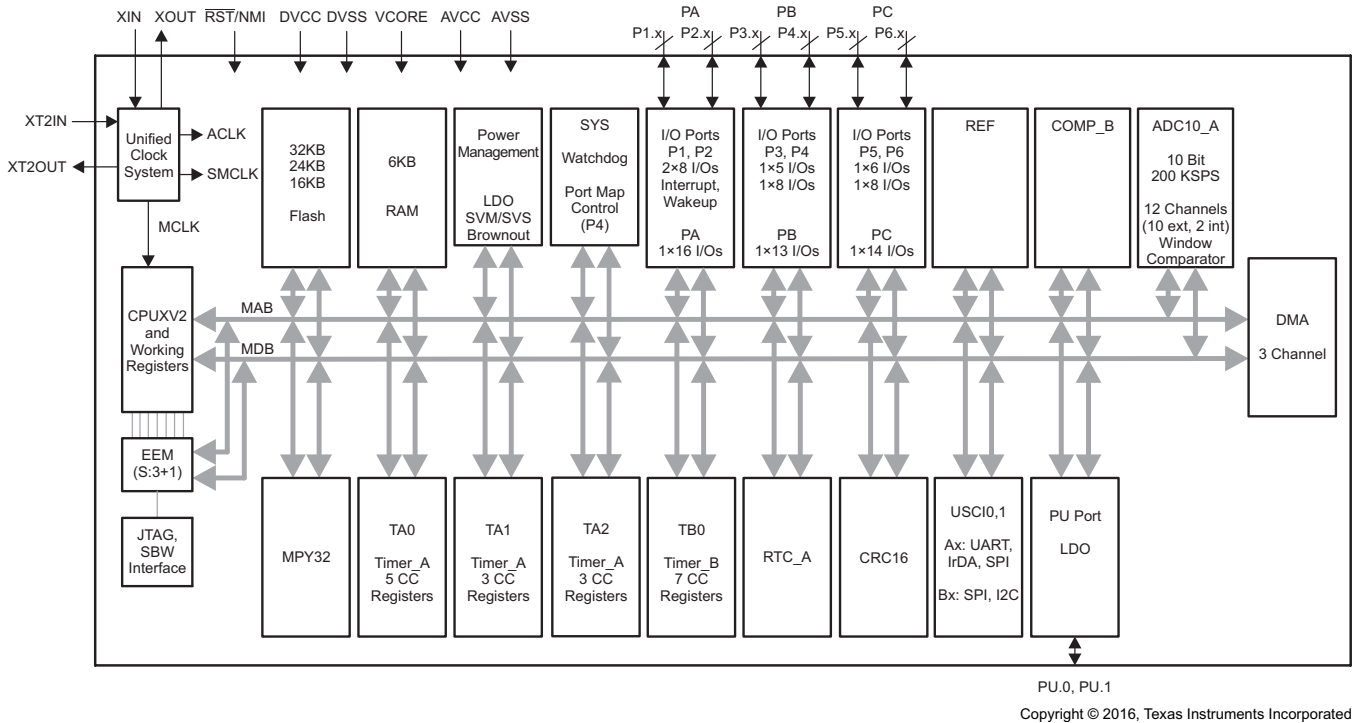 XIN XOUT RST/NMI DVCC DVSS VCORE AVCC AVSS
PA PB PC
P1.x P2.x P3.x P4.x P5.x P6.x
XT2IN
XT2OUT
Unified
Clock
System
ACLK
SMCLK
MCLK
32KB
24KB
16KB
Flash
6KB
RAM
Power
Management
LDO
SVM/SVS
Brownout
SYS
Watchdog
Port Map
Control
(P4)
I/O Ports
P1, P2
2×8 I/Os
Interrupt,
Wakeup
PA
1×16 I/Os
I/O Ports
P3, P4
1×5 I/Os
1×8 I/Os
PB
1×13 I/Os
I/O Ports
P5, P6
1×6 I/Os
1×8 I/Os
PC
1×14 I/Os
REF
COMP_B
ADC10_A
10 Bit
200 KSPS
12 Channels
(10 ext, 2 int)
Window
Comparator
CPUXV2
and
Working
Registers
MAB
MDB
DMA
3 Channel
EEM
(S:3+1)
JTAG,
SBW
Interface
MPY32
TA0
Timer_A
5 CC
Registers
TA1
Timer_A
3 CC
Registers
TA2
Timer_A
3 CC
Registers
TB0
Timer_B
7 CC
Registers
RTC_A
CRC16
USCI0,1
Ax: UART,
IrDA, SPI
Bx: SPI, I2C
PU Port
LDO
PU.0, PU.1
Copyright © 2016, Texas Instruments Incorporated